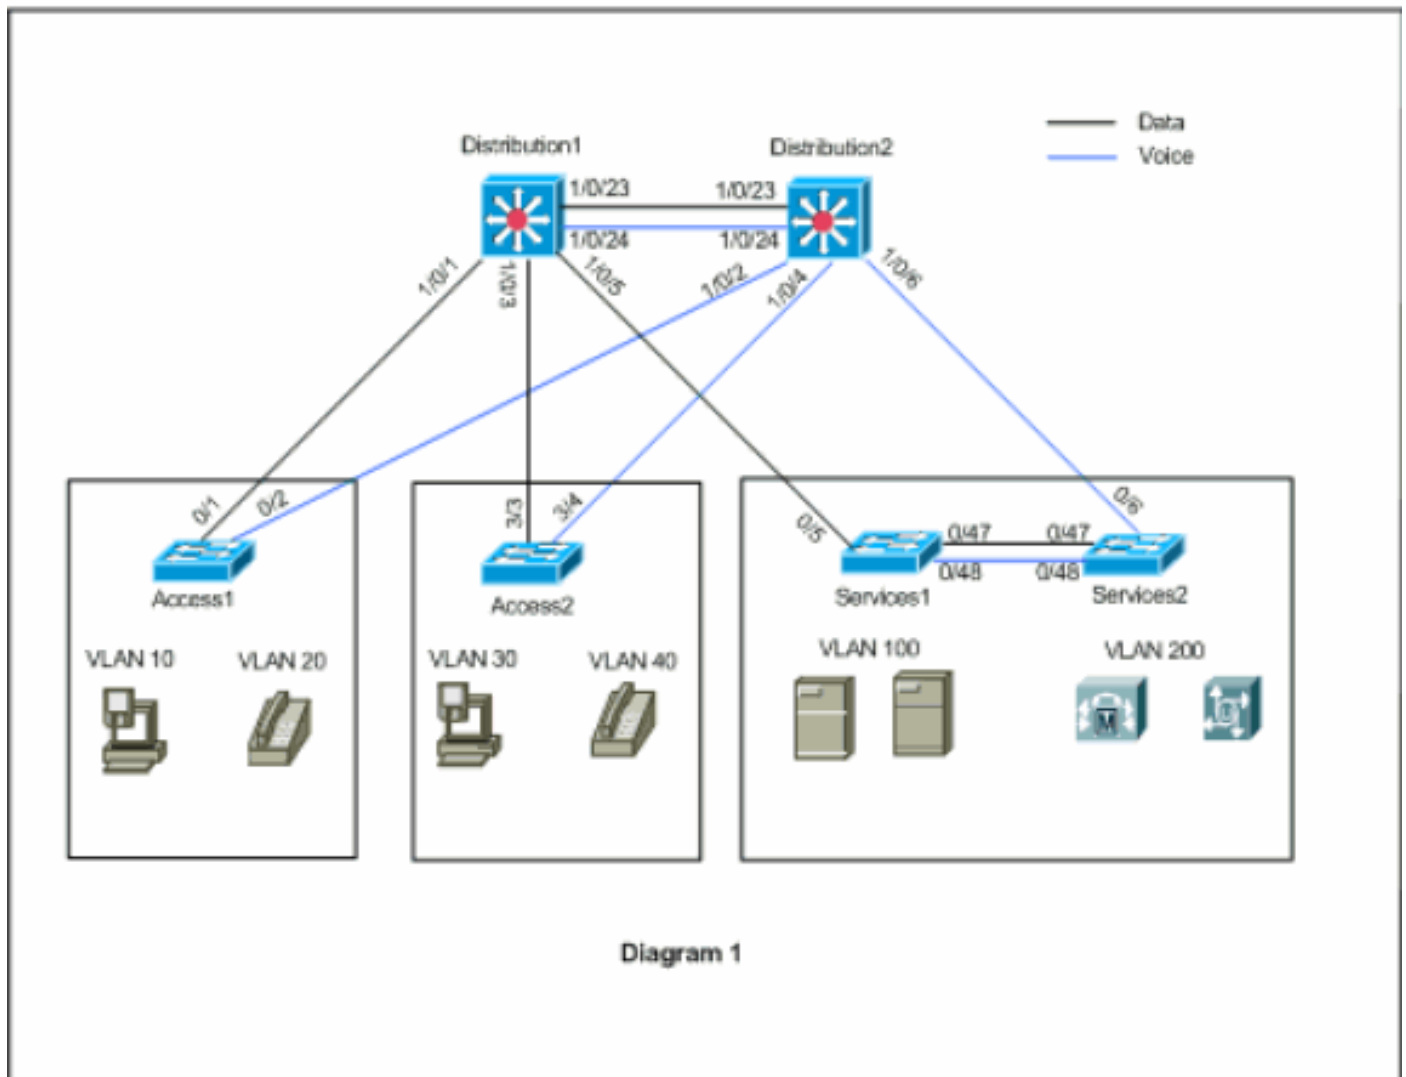 Data
Voice
Distribution1
Distribution2
1/0/23
1/0/23
1/0/24
1/0/24
1/0/1
1/0/3
1/0/5
1/0/2
1/0/4
1/0/6
0/1
0/2
3/3
3/4
0/5
0/6
0/47
0/47
0/48
0/48
Access1
Access2
Services1
Services2
VLAN 10
VLAN 20
VLAN 30
VLAN 40
VLAN 100
VLAN 200
M
U
Diagram 1